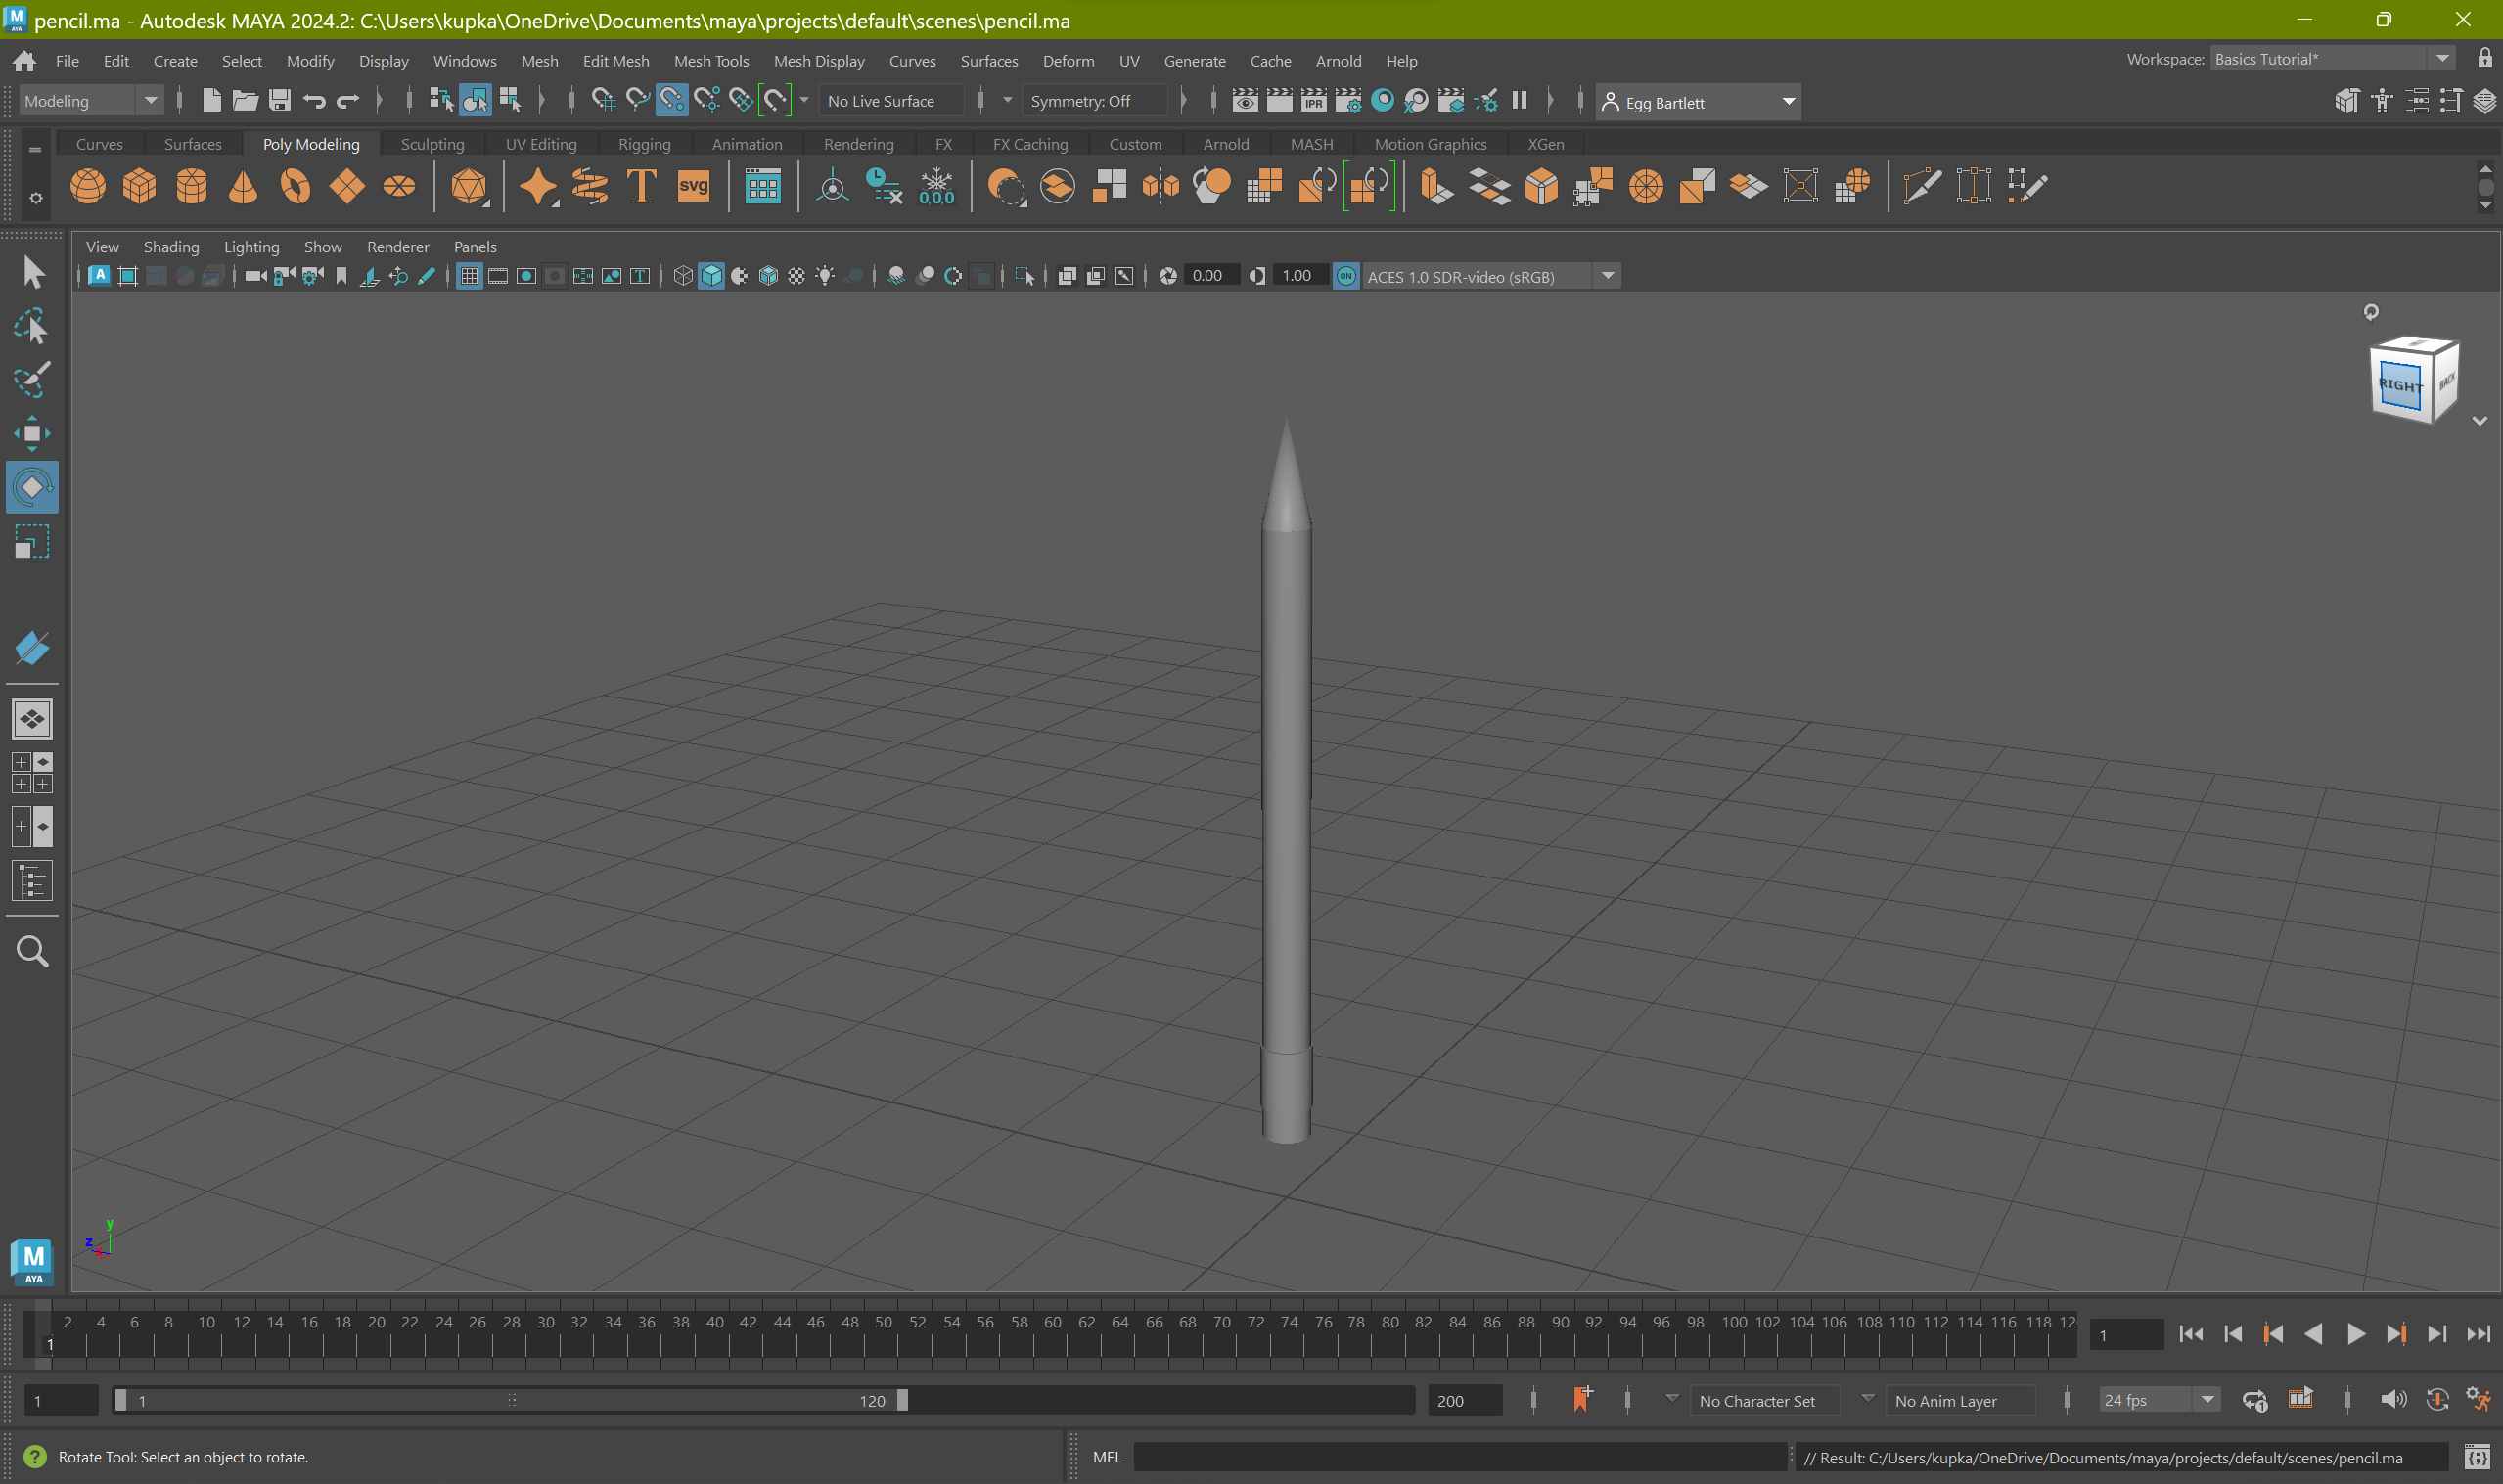 pencil.ma - Autodesk MAYA 2024.2: C:\Users\kupka\OneDrive\Documents\maya\projects\default\scenes\pencil.ma
File Edit Create Select Modify Display Windows Mesh Edit Mesh Mesh Tools Mesh Display Curves Surfaces Deform UV Generate Cache Arnold Help Workspace: Basics Tutorial*
Modeling No Live Surface Symmetry: Off IPR Egg Bartlett
Curves Surfaces Poly Modeling Sculpting UV Editing Rigging Animation Rendering FX FX Caching Custom Arnold MASH Motion Graphics XGen
T svg 0,0,0
View Shading Lighting Show Renderer Panels
A T 0.00 1.00 ON ACES 1.0 SDR-video (sRGB)
RIGHT BACK
y
z x
M
AYA
2 4 6 8 10 12 14 16 18 20 22 24 26 28 30 32 34 36 38 40 42 44 46 48 50 52 54 56 58 60 62 64 66 68 70 72 74 76 78 80 82 84 86 88 90 92 94 96 98 100 102 104 106 108 110 112 114 116 118 12
1 1
1 1 120 200 No Character Set No Anim Layer 24 fps
? Rotate Tool: Select an object to rotate. MEL // Result: C:/Users/kupka/OneDrive/Documents/maya/projects/default/scenes/pencil.ma